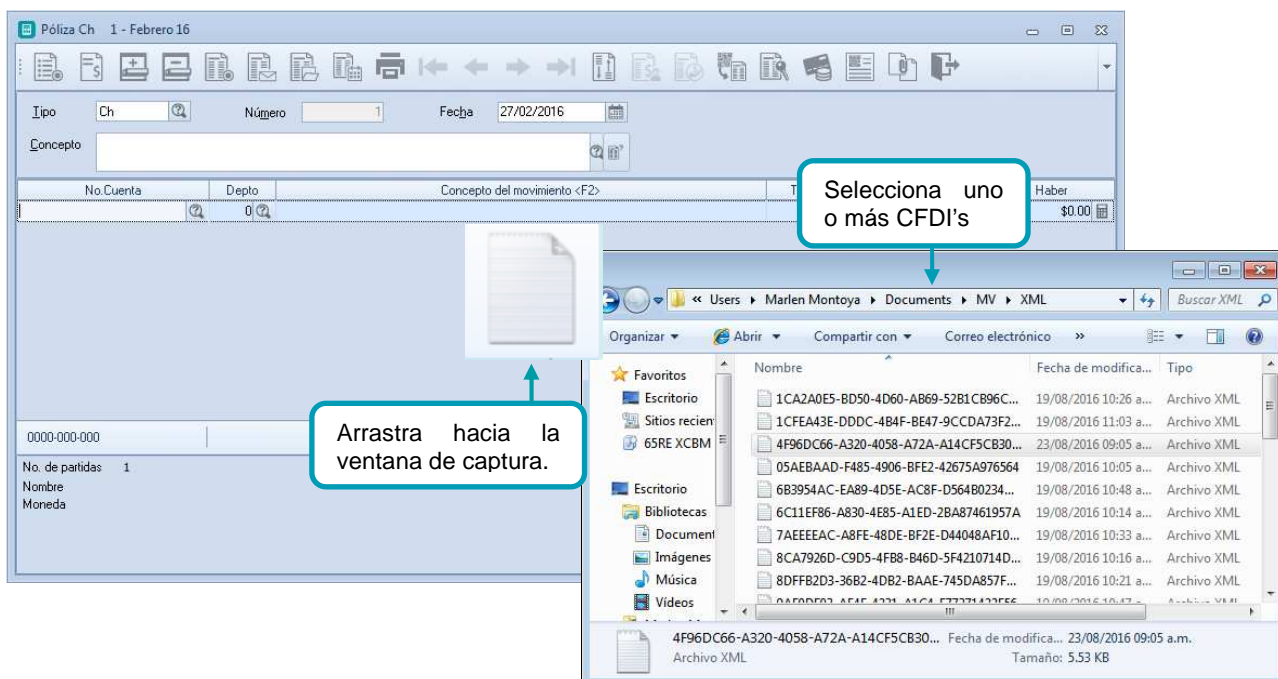 Póliza Ch 1 - Febrero 16
Tipo Ch Número 1 Fecha 27/02/2016
Concepto
No.Cuenta Depto Concepto del movimiento <F2> T Haber
0 $0.00
Selecciona uno
o más CFDI's
Arrastra hacia la
ventana de captura.
0000-000-000
No. de partidas 1
Nombre
Moneda
« Users ▸ Marlen Montoya ▸ Documents ▸ MV ▸ XML Buscar XML
Organizar Abrir Compartir con Correo electrónico »
Favoritos
Escritorio
Sitios recien
65RE XCBM
Escritorio
Bibliotecas
Document
Imágenes
Música
Vídeos
Nombre Fecha de modifica... Tipo
1CA2A0E5-BD50-4D60-AB69-52B1CB96C... 19/08/2016 10:26 a... Archivo XML
1CFEA43E-DDDC-4B4F-BE47-9CCDA73F2... 19/08/2016 11:03 a... Archivo XML
4F96DC66-A320-4058-A72A-A14CF5CB30... 23/08/2016 09:05 a... Archivo XML
05AEBAAD-F485-4906-BFE2-42675A976564 19/08/2016 10:05 a... Archivo XML
6B3954AC-EA89-4D5E-AC8F-D564B0234... 19/08/2016 10:48 a... Archivo XML
6C11EF86-A830-4E85-A1ED-2BA87461957A 19/08/2016 10:14 a... Archivo XML
7AEEEEAC-A8FE-48DE-BF2E-D44048AF10... 19/08/2016 10:33 a... Archivo XML
8CA7926D-C9D5-4FB8-B46D-5F4210714D... 19/08/2016 10:16 a... Archivo XML
8DFFB2D3-36B2-4DB2-BAAE-745DA857F... 19/08/2016 10:21 a... Archivo XML
4F96DC66-A320-4058-A72A-A14CF5CB30... Fecha de modifica... 23/08/2016 09:05 a.m.
Archivo XML Tamaño: 5.53 KB